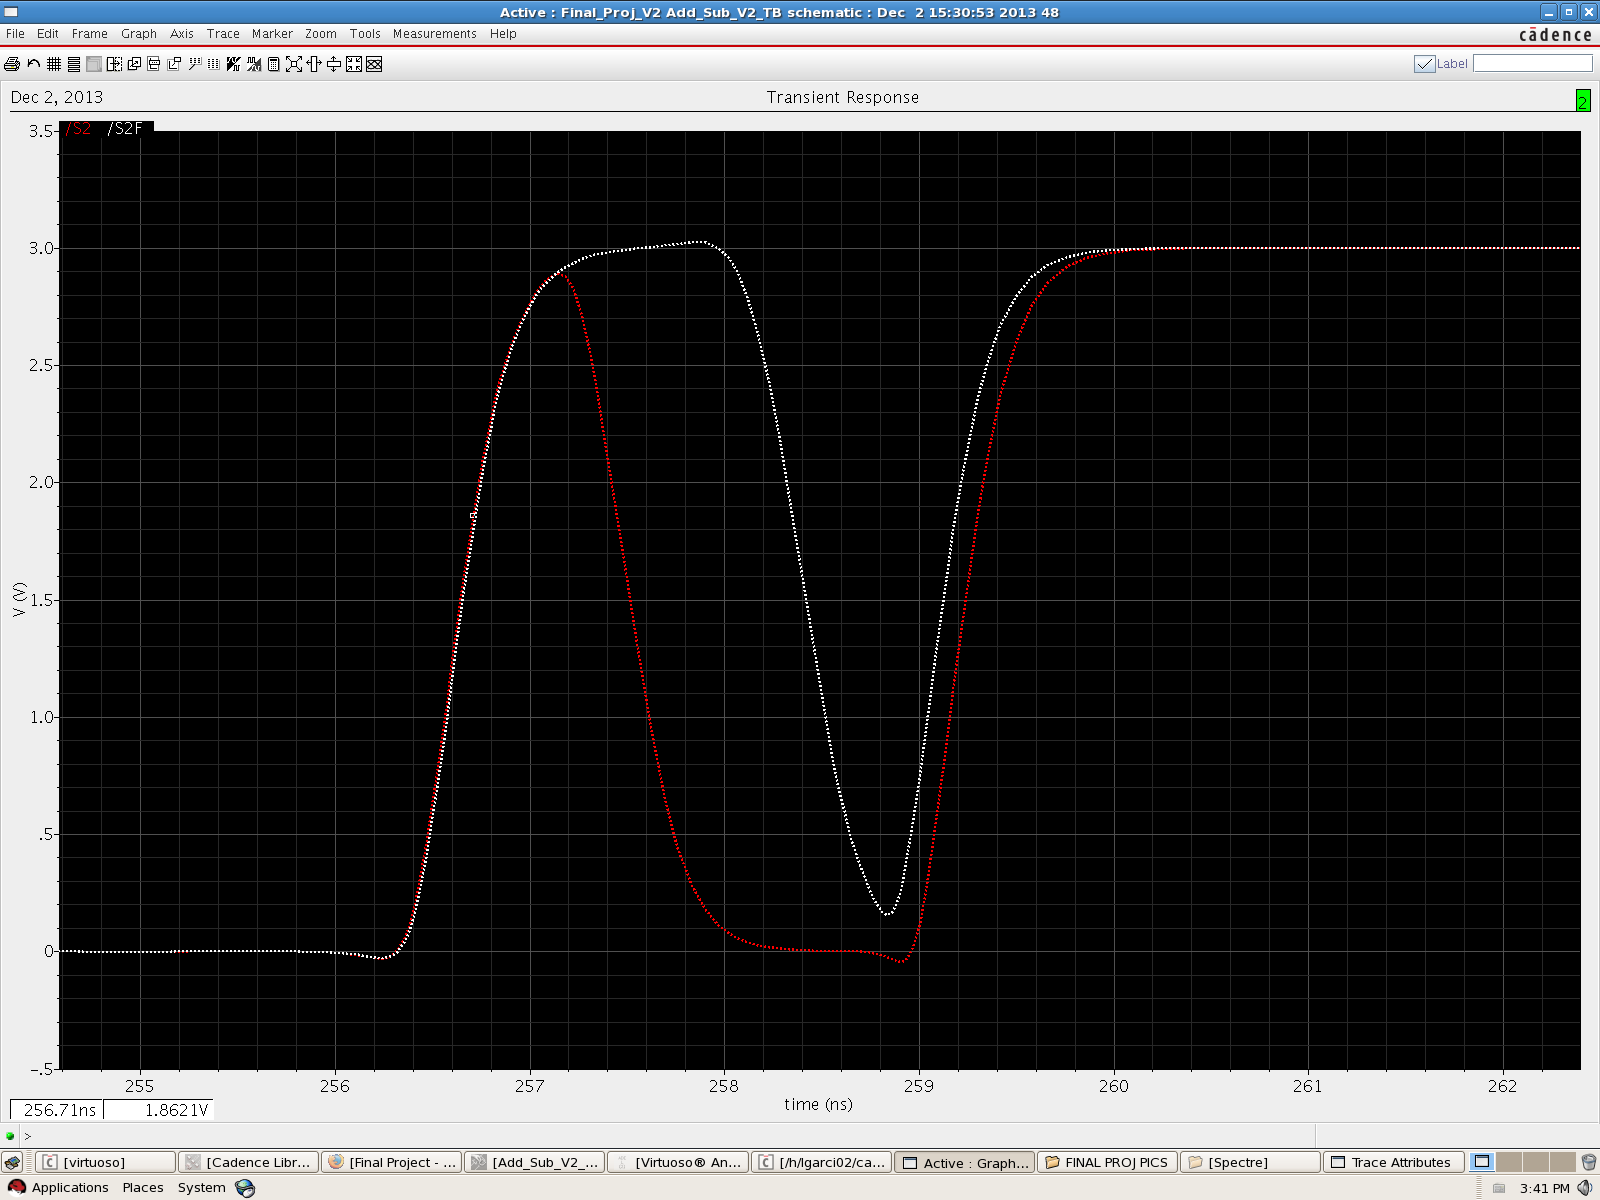 Active : Final_Proj_V2 Add_Sub_V2_TB schematic : Dec  2 15:30:53 2013 48
File Edit Frame Graph Axis Trace Marker Zoom Tools Measurements Help
cādence
Label
Dec 2, 2013
Transient Response
2
/S2 /S2F
3.5
3.0
2.5
2.0
1.5
1.0
.5
0
-.5
V (V)
255 256 257 258 259 260 261 262
time (ns)
256.71ns 1.8621V
>
[virtuoso] [Cadence Libr... [Final Project - ... [Add_Sub_V2_... [Virtuoso® An... [/h/lgarci02/ca... Active : Graph... FINAL PROJ PICS [Spectre] Trace Attributes
Applications Places System 3:41 PM